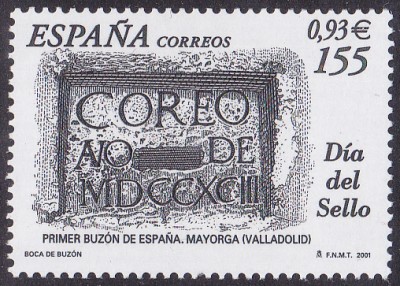 ESPAÑA CORREOS
0,93€
155
COREO
AÑO DE
MDCCXCIII
Día
del
Sello
PRIMER BUZÓN DE ESPAÑA. MAYORGA (VALLADOLID)
BOCA DE BUZÓN
F.N.M.T. 2001